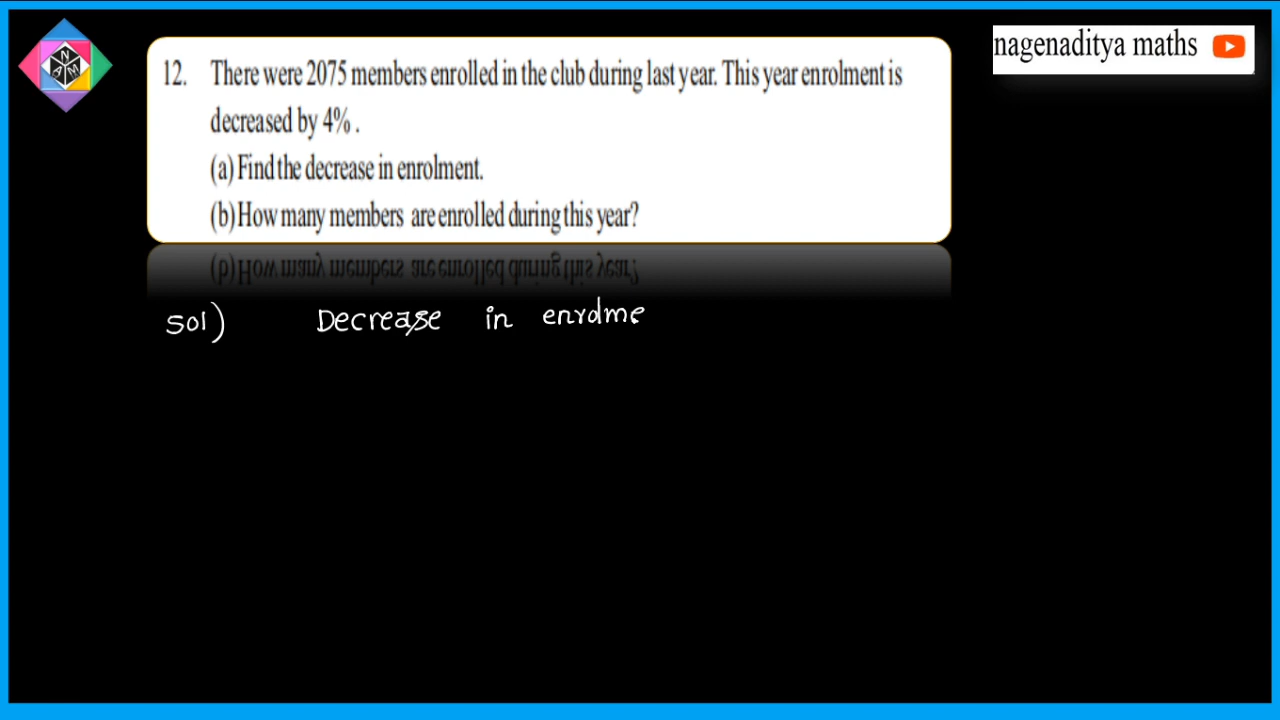 N
A M
nagenaditya maths
12. There were 2075 members enrolled in the club during last year. This year enrolment is
decreased by 4% .
(a) Find the decrease in enrolment.
(b) How many members are enrolled during this year?
Sol) Decrease in enrolme